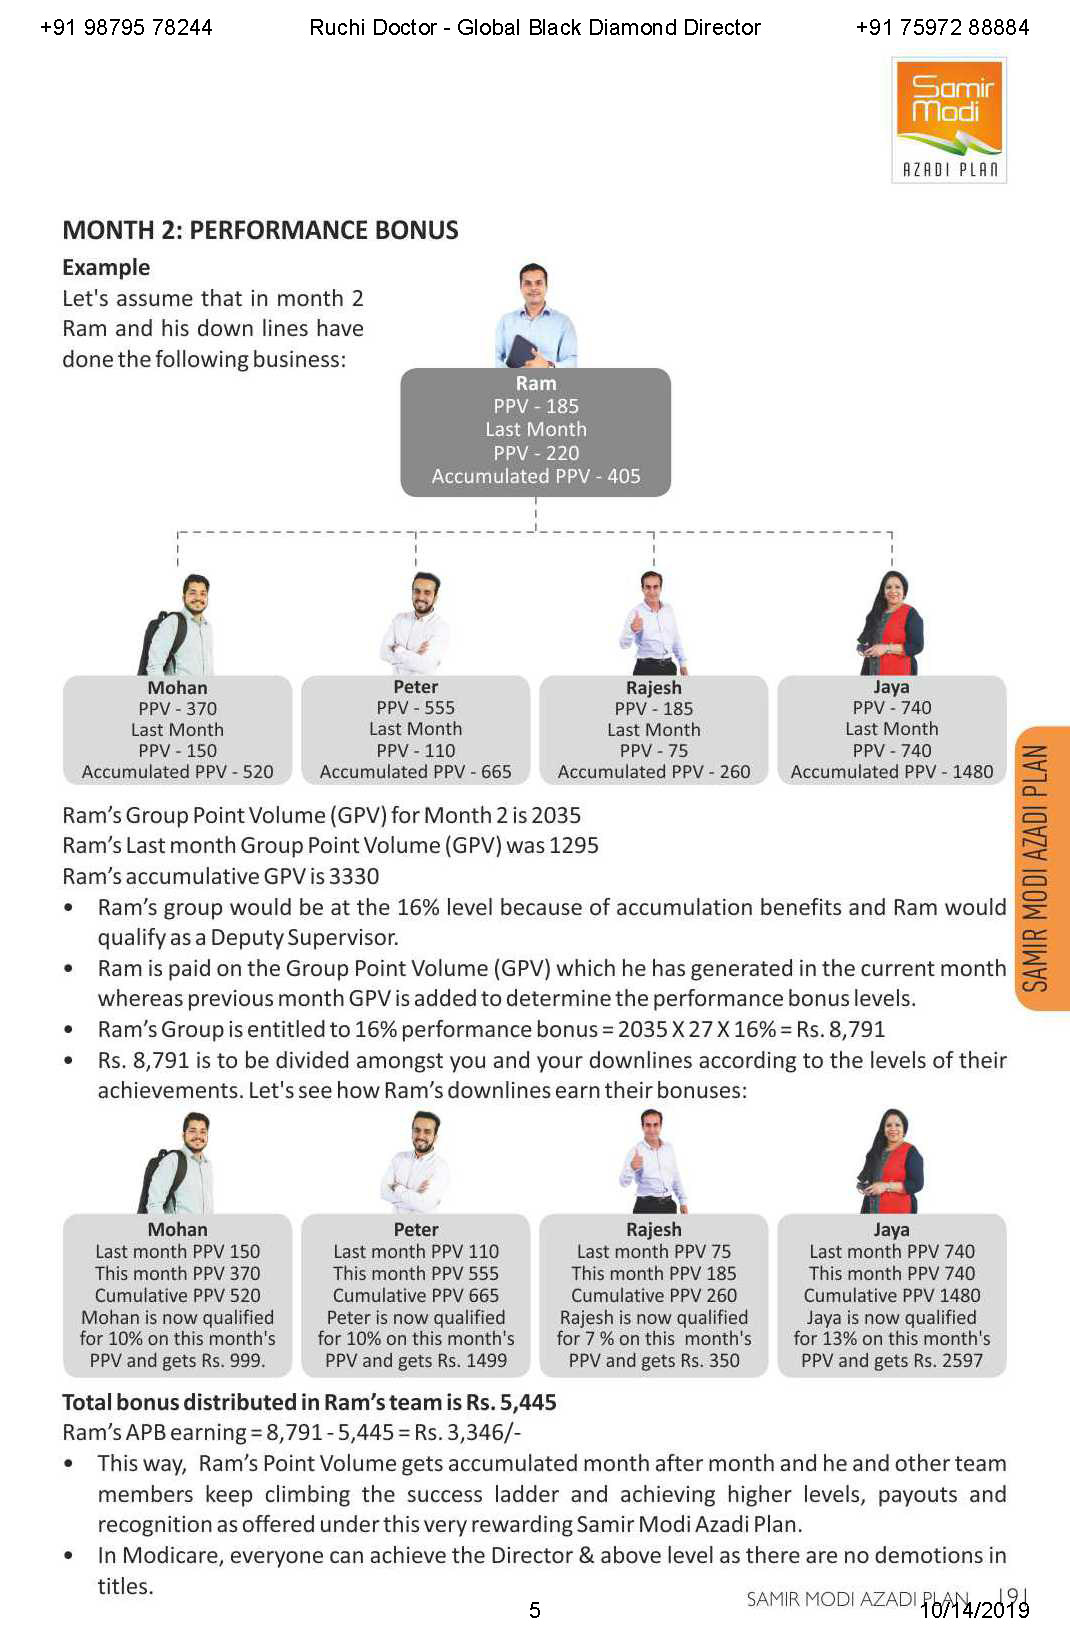 +91 98795 78244 Ruchi Doctor - Global Black Diamond Director +91 75972 88884
Samir
Modi
AZADI PLAN
MONTH 2: PERFORMANCE BONUS
Example
Let's assume that in month 2
Ram and his down lines have
done the following business:
Ram
PPV - 185
Last Month
PPV - 220
Accumulated PPV - 405
Mohan
PPV - 370
Last Month
PPV - 150
Accumulated PPV - 520
Peter
PPV - 555
Last Month
PPV - 110
Accumulated PPV - 665
Rajesh
PPV - 185
Last Month
PPV - 75
Accumulated PPV - 260
Jaya
PPV - 740
Last Month
PPV - 740
Accumulated PPV - 1480
SAMIR MODI AZADI PLAN
Ram's Group Point Volume (GPV) for Month 2 is 2035
Ram's Last month Group Point Volume (GPV) was 1295
Ram's accumulative GPV is 3330
• Ram's group would be at the 16% level because of accumulation benefits and Ram would
qualify as a Deputy Supervisor.
• Ram is paid on the Group Point Volume (GPV) which he has generated in the current month
whereas previous month GPV is added to determine the performance bonus levels.
• Ram's Group is entitled to 16% performance bonus = 2035 X 27 X 16% = Rs. 8,791
• Rs. 8,791 is to be divided amongst you and your downlines according to the levels of their
achievements. Let's see how Ram's downlines earn their bonuses:
Mohan
Last month PPV 150
This month PPV 370
Cumulative PPV 520
Mohan is now qualified
for 10% on this month's
PPV and gets Rs. 999.
Peter
Last month PPV 110
This month PPV 555
Cumulative PPV 665
Peter is now qualified
for 10% on this month's
PPV and gets Rs. 1499
Rajesh
Last month PPV 75
This month PPV 185
Cumulative PPV 260
Rajesh is now qualified
for 7 % on this month's
PPV and gets Rs. 350
Jaya
Last month PPV 740
This month PPV 740
Cumulative PPV 1480
Jaya is now qualified
for 13% on this month's
PPV and gets Rs. 2597
Total bonus distributed in Ram's team is Rs. 5,445
Ram's APB earning = 8,791 - 5,445 = Rs. 3,346/-
• This way, Ram's Point Volume gets accumulated month after month and he and other team
members keep climbing the success ladder and achieving higher levels, payouts and
recognition as offered under this very rewarding Samir Modi Azadi Plan.
• In Modicare, everyone can achieve the Director & above level as there are no demotions in
titles.
SAMIR MODI AZADI PLAN 191
5 10/14/2019